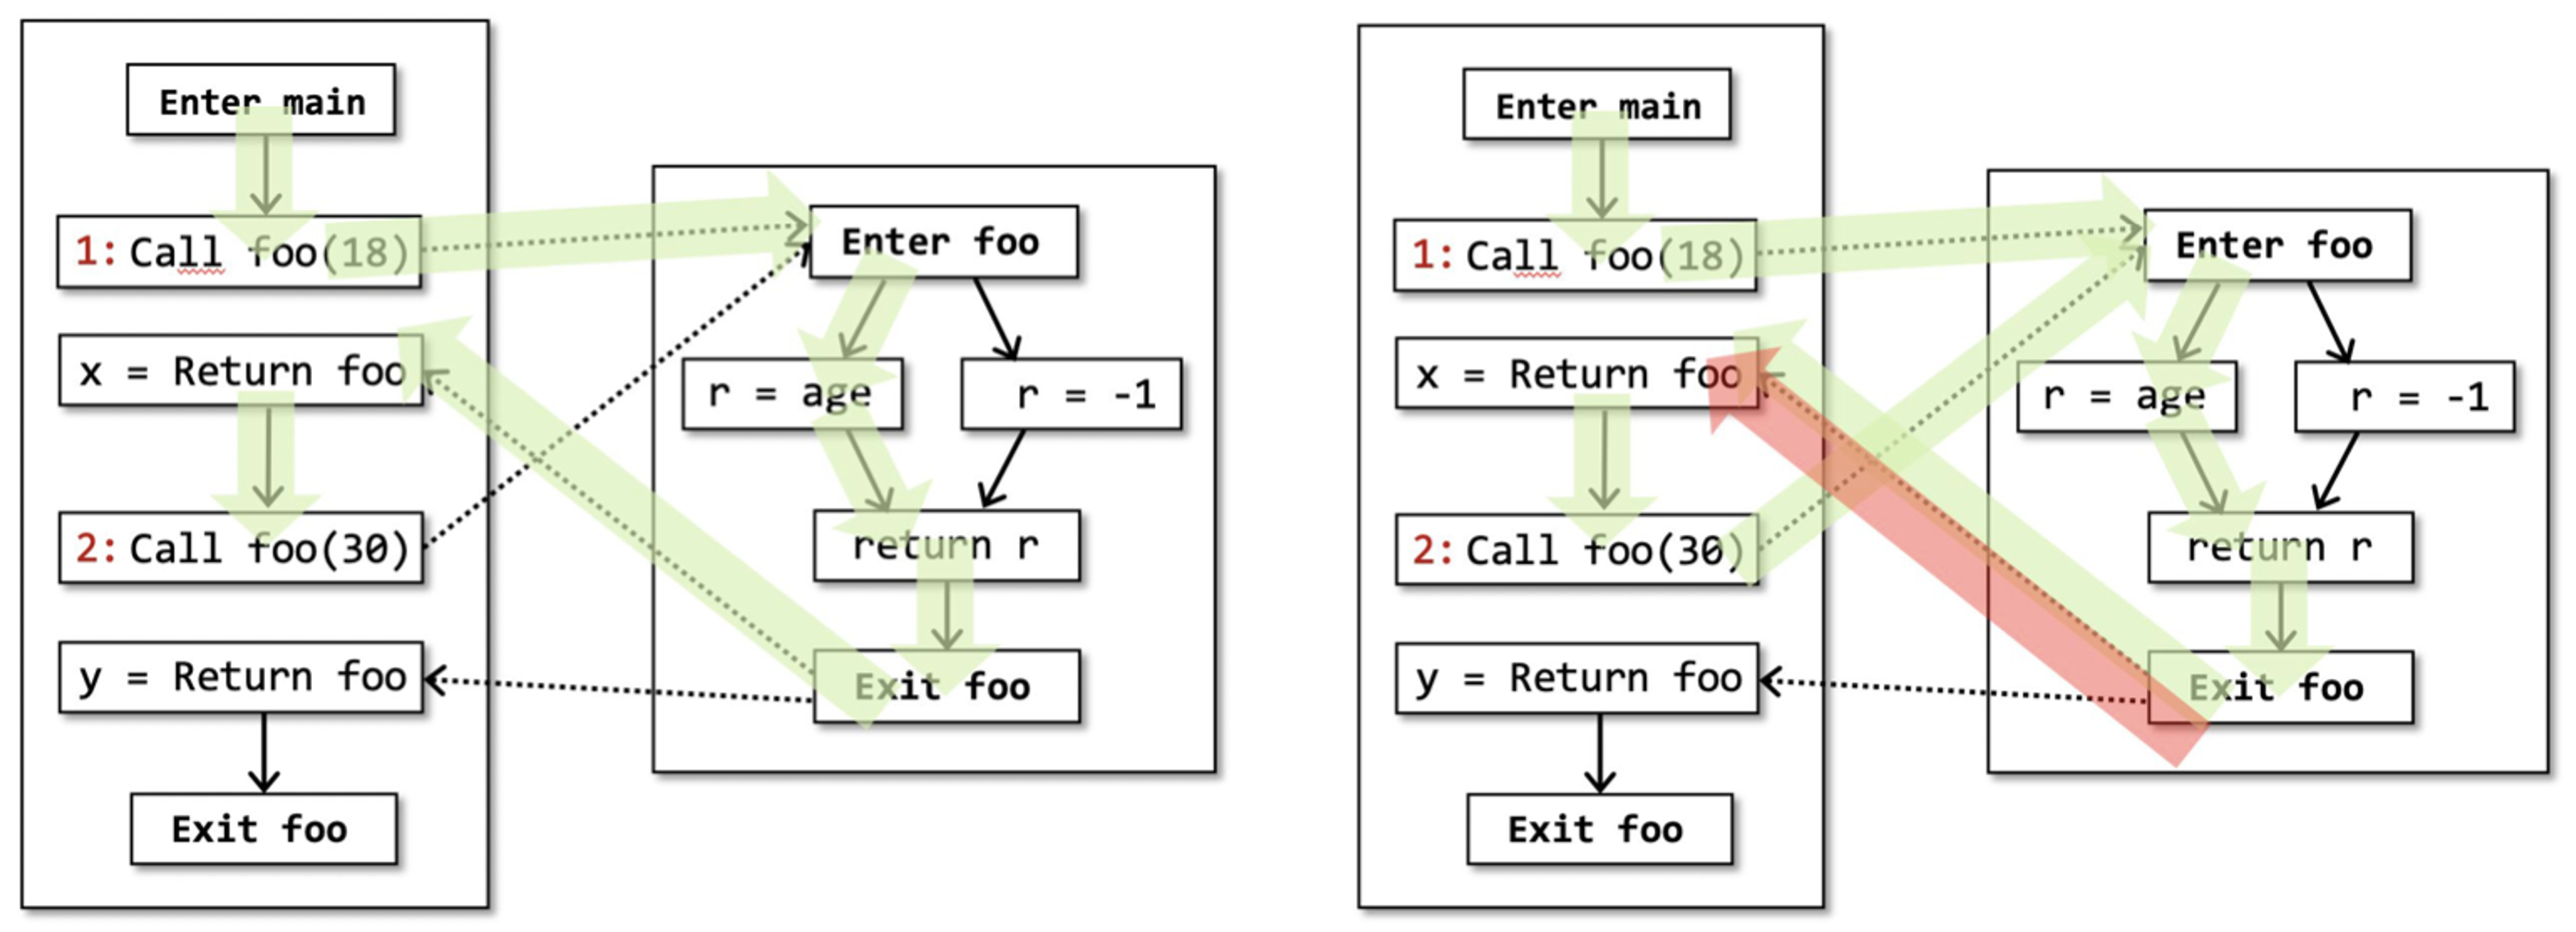 Enter main
1: Call foo(18)
x = Return foo
2: Call foo(30)
y = Return foo
Exit foo
Enter foo
r = age
r = -1
return r
Exit foo
Enter main
1: Call foo(18)
x = Return foo
2: Call foo(30)
y = Return foo
Exit foo
Enter foo
r = age
r = -1
return r
Exit foo